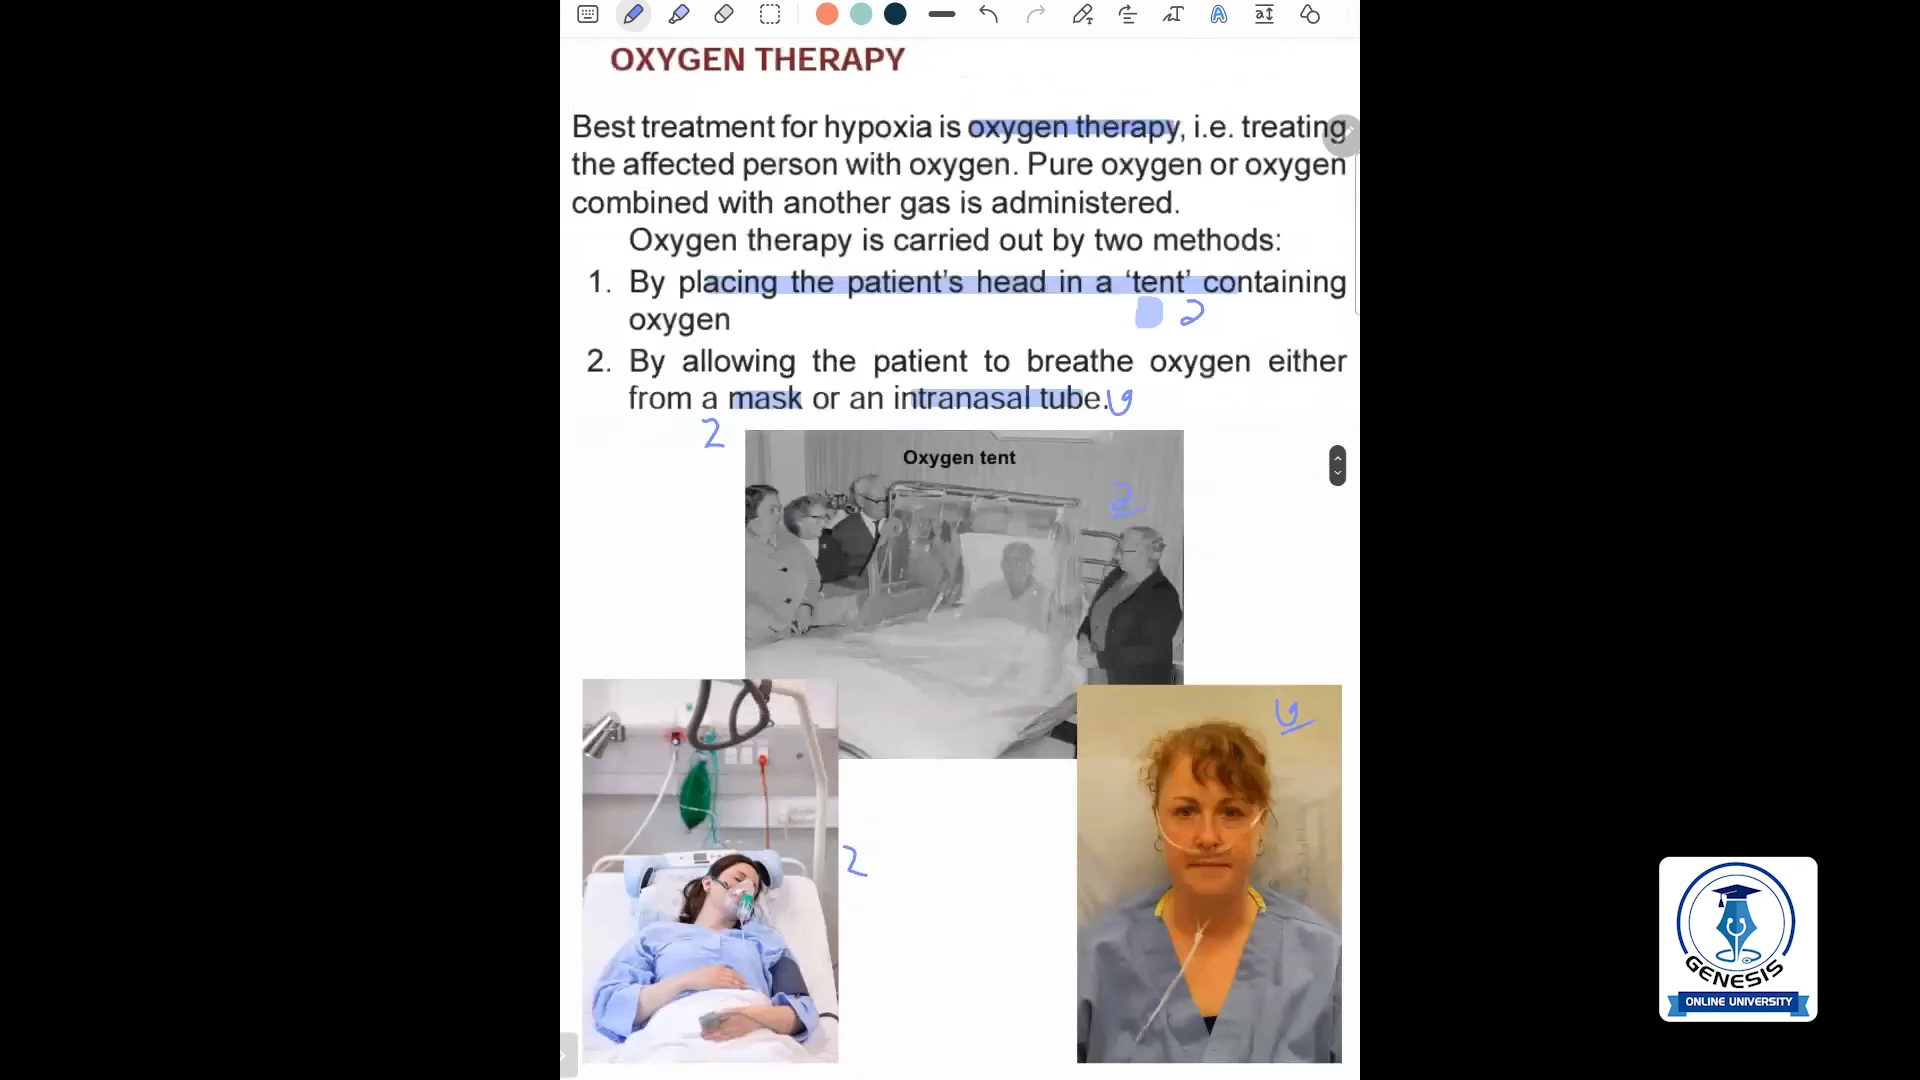 OXYGEN THERAPY
Best treatment for hypoxia is oxygen therapy, i.e. treating
the affected person with oxygen. Pure oxygen or oxygen
combined with another gas is administered.
Oxygen therapy is carried out by two methods:
1. By placing the patient’s head in a ‘tent’ containing
oxygen
2. By allowing the patient to breathe oxygen either
from a mask or an intranasal tube.
Oxygen tent
GENESIS
ONLINE UNIVERSITY